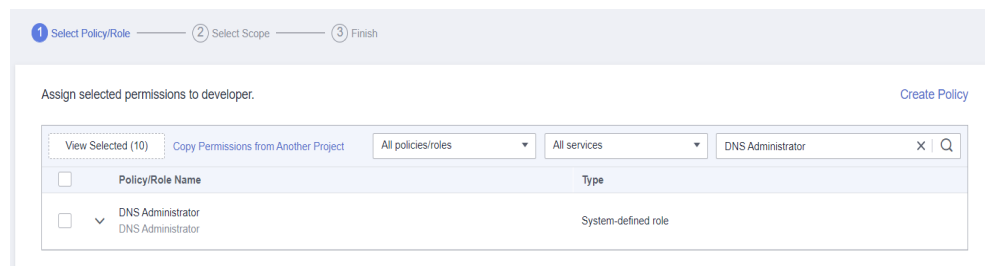 1 Select Policy/Role 2 Select Scope 3 Finish
Assign selected permissions to developer. Create Policy
View Selected (10) Copy Permissions from Another Project All policies/roles All services DNS Administrator
Policy/Role Name Type
DNS Administrator
DNS Administrator
System-defined role